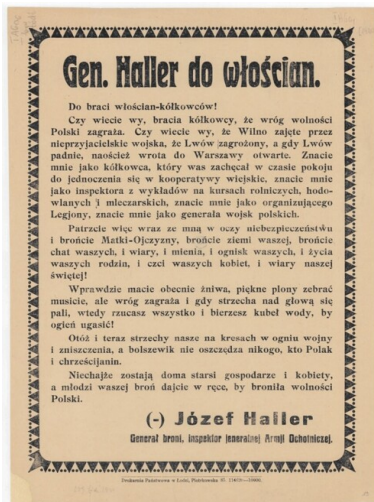 Gen. Haller do włościan.
Do braci włościan-kółkowców!
Czy wiecie wy, bracia kółkowcy, że wróg wolności
Polski zagraża. Czy wiecie wy, że Wilno zajęte przez
nieprzyjacielskie wojska, że Lwów zagrożony, a gdy Lwów
padnie, naościeź wrota do Warszawy otwarte. Znacie
mnie jako kółkowca, który was zachęcał w czasie pokoju
do jednoczenia się w kooperatywy wiejskie, znacie mnie
jako inspektora z wykładów na kursach rolniczych, hodo-
wlanych i mleczarskich, znacie mnie jako organizującego
Legjony, znacie mnie jako generała wojsk polskich.
Patrzcie więc wraz ze mną w oczy niebezpieczeństwu
i brońcie Matki-Ojczyzny, brońcie ziemi waszej, brońcie
chat waszych, i wiary, i mienia, i ognisk waszych, i życia
waszych rodzin, i czci waszych kobiet, i wiary naszej
świętej!
Wprawdzie macie obecnie żniwa, piękne plony zebrać
musicie, ale wróg zagraża i gdy strzecha nad głową się
pali, wtedy rzucasz wszystko i bierzesz kubeł wody, by
ogień ugasić!
Otóż i teraz strzechy nasze na kresach w ogniu wojny
i zniszczenia, a bolszewik nie oszczędza nikogo, kto Polak
i chrześcijanin.
Niechajże zostają doma starsi gospodarze i kobiety,
a młodzi waszej broń dajcie w ręce, by broniła wolności
Polski.
(-) Józef Haller
Generał broni, inspektor jeneralnej Armji Ochotniczej.
Drukarnia Państwowa w Łodzi, Piotrkowska 85.